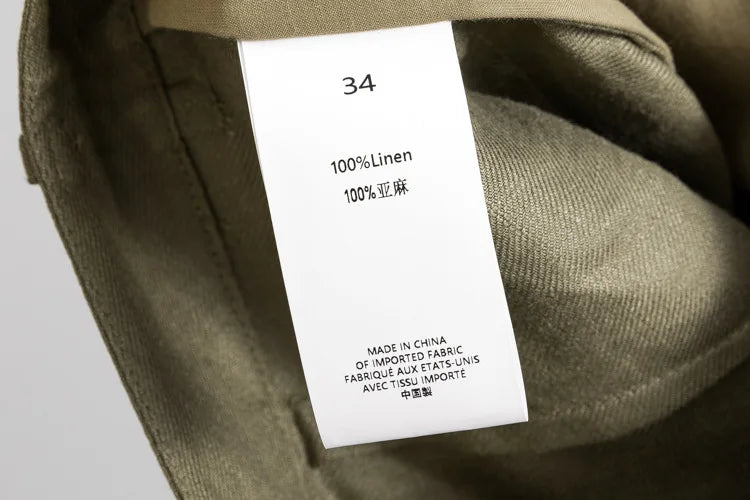 34
100%Linen
100%亚麻
MADE IN CHINA
OF IMPORTED FABRIC
FABRIQUÉ AUX ETATS-UNIS
AVEC TISSU IMPORTÉ
中国製